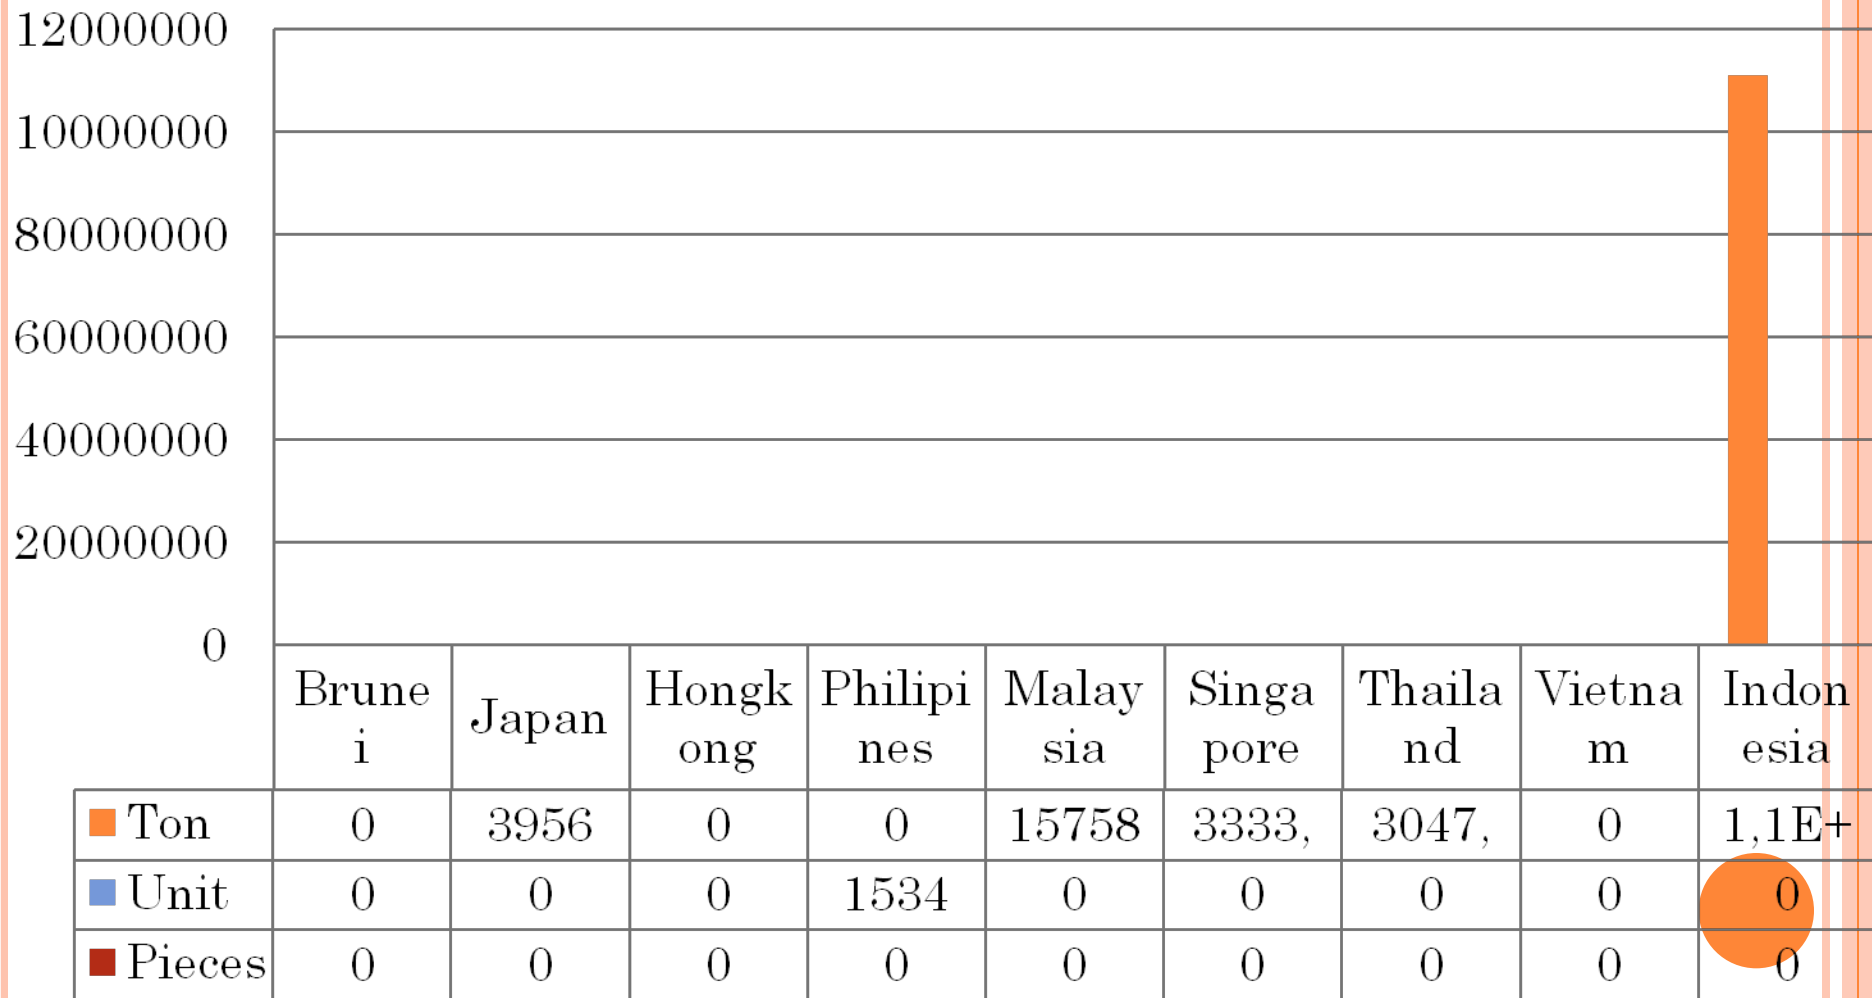 12000000
10000000
80000000
60000000
40000000
20000000
0
Brune
i
Japan
Hongk
ong
Philipi
nes
Malay
sia
Singa
pore
Thaila
nd
Vietna
m
Indon
esia
Ton 0 3956 0 0 15758 3333, 3047, 0 1,1E+
Unit 0 0 0 1534 0 0 0 0 0
Pieces 0 0 0 0 0 0 0 0 0